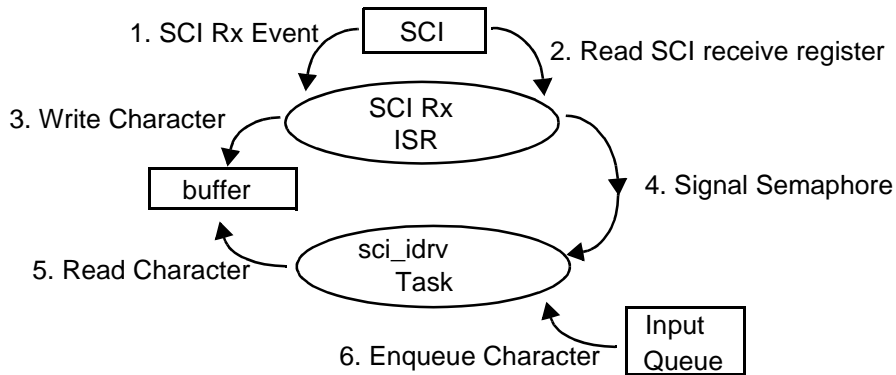 1. SCI Rx Event
SCI
2. Read SCI receive register
3. Write Character
SCI Rx
ISR
buffer
4. Signal Semaphore
sci_idrv
Task
5. Read Character
Input
Queue
6. Enqueue Character